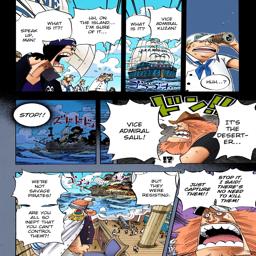 SPEAK
UP,
MAN!
WHAT
IS IT?
UH, ON
THE ISLAND...
I'M SURE
OF IT...
WHAT
IS IT?
VICE
ADMIRAL
KUZAN!
HUH...?
STOP!!
VICE
ADMIRAL
SAUL!
!?
IT'S
THE
DESERT-
ER...
WE'RE
NOT
SAVAGE
PIRATES!
ARE YOU
ALL SO
INEPT THAT
YOU CAN'T
CONTROL
THEM?!
BUT
THEY
WERE
RESISTING.
JUST
CAPTURE
THEM!!
STOP IT,
I SAID!
THERE'S
NO NEED
TO KILL
THEM!